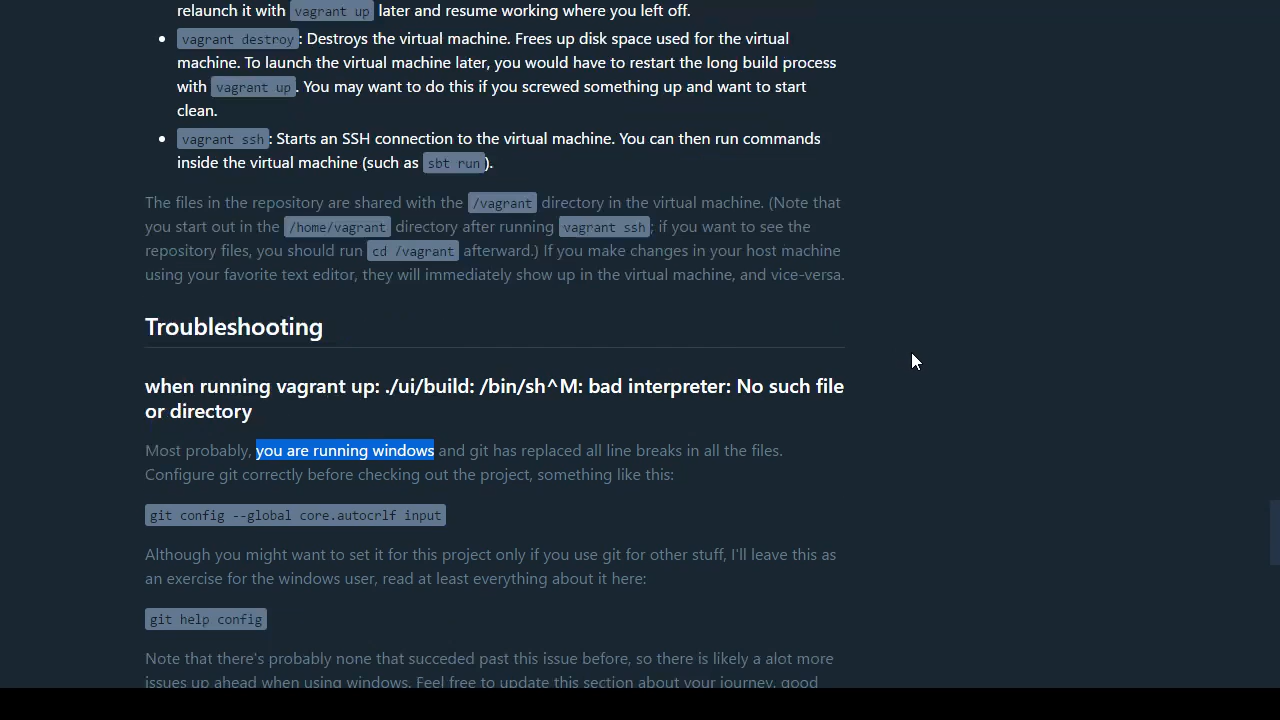 relaunch it with vagrant up later and resume working where you left off.
vagrant destroy: Destroys the virtual machine. Frees up disk space used for the virtual
machine. To launch the virtual machine later, you would have to restart the long build process
with vagrant up. You may want to do this if you screwed something up and want to start
clean.
vagrant ssh: Starts an SSH connection to the virtual machine. You can then run commands
inside the virtual machine (such as sbt run).
The files in the repository are shared with the /vagrant directory in the virtual machine. (Note that
you start out in the /home/vagrant directory after running vagrant ssh; if you want to see the
repository files, you should run cd /vagrant afterward.) If you make changes in your host machine
using your favorite text editor, they will immediately show up in the virtual machine, and vice-versa.
Troubleshooting
when running vagrant up: ./ui/build: /bin/sh^M: bad interpreter: No such file
or directory
Most probably, you are running windows and git has replaced all line breaks in all the files.
Configure git correctly before checking out the project, something like this:
git config --global core.autocrlf input
Although you might want to set it for this project only if you use git for other stuff, I'll leave this as
an exercise for the windows user, read at least everything about it here:
git help config
Note that there's probably none that succeded past this issue before, so there is likely a alot more
issues up ahead when using windows. Feel free to update this section about your journey, good